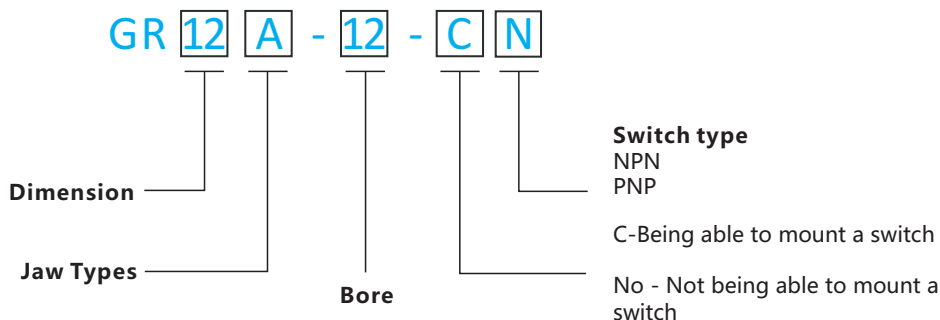 GR 12 A - 12 - C N
Switch type
NPN
PNP
Dimension
C-Being able to mount a switch
Jaw Types
Bore
No - Not being able to mount a
switch